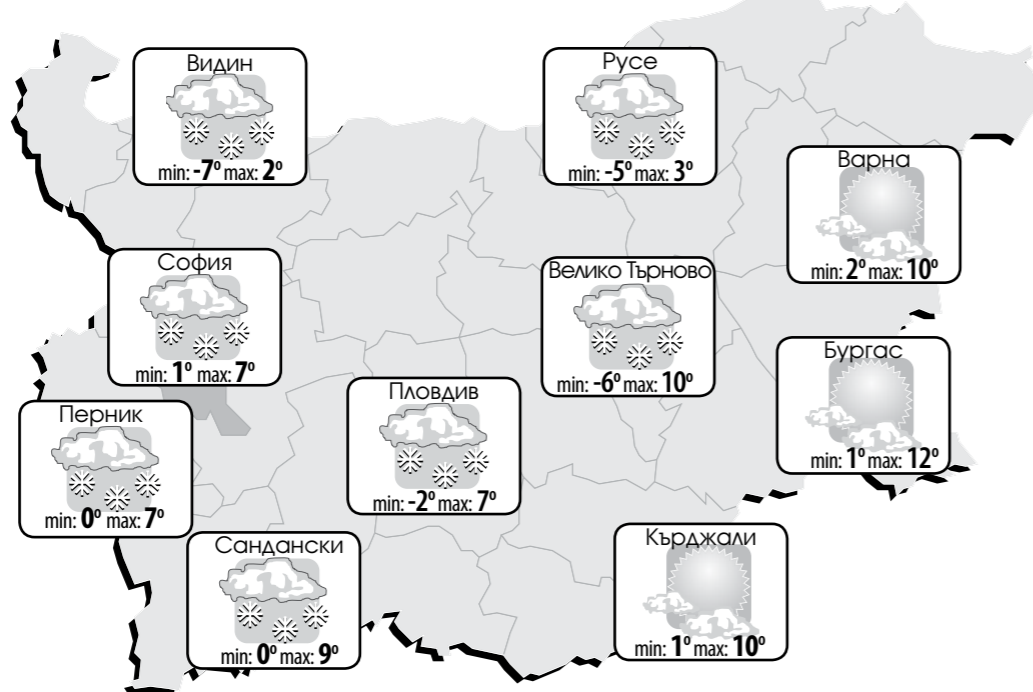 Видин
min: -7° max: 2°
Русе
min: -5° max: 3°
Варна
min: 2° max: 10°
София
min: 1° max: 7°
Велико Търново
min: -6° max: 10°
Бургас
min: 1° max: 12°
Пловдив
min: -2° max: 7°
Перник
min: 0° max: 7°
Сандански
min: 0° max: 9°
Кърджали
min: 1° max: 10°